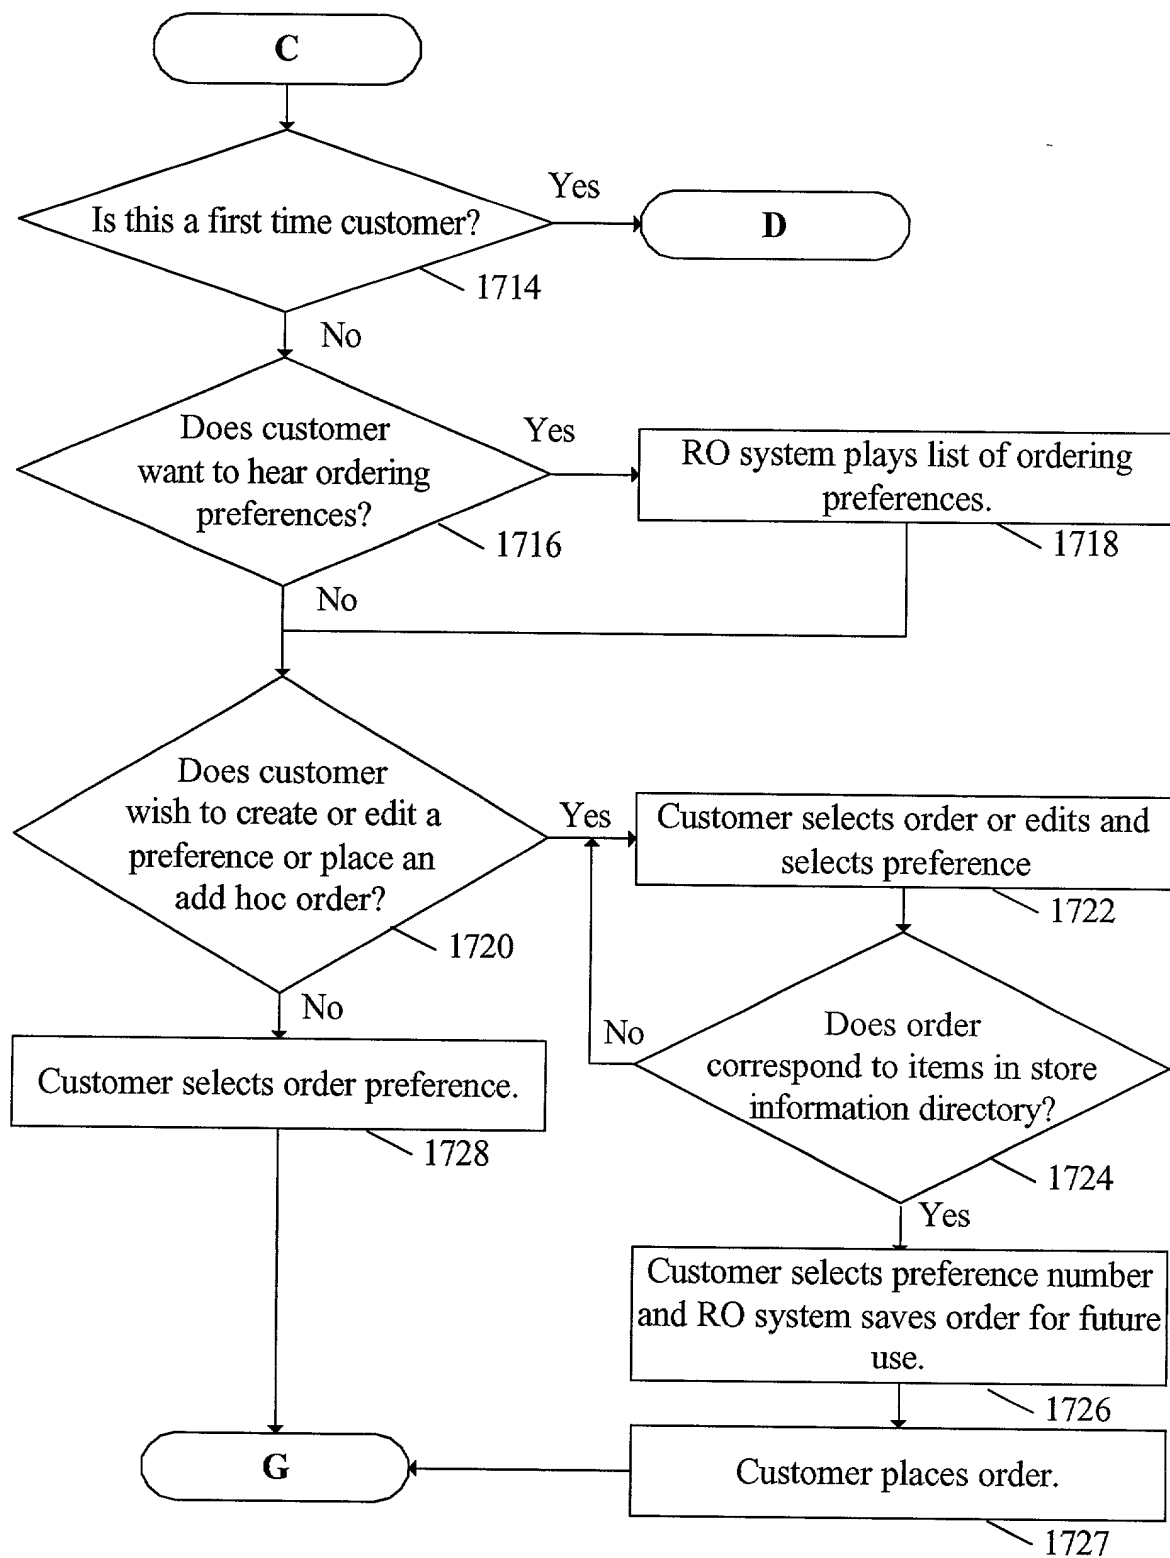 C
Is this a first time customer?
Yes
D
1714
No
Does customer
want to hear ordering
preferences?
Yes
RO system plays list of ordering
preferences.
1716
1718
No
Does customer
wish to create or edit a
preference or place an
add hoc order?
Yes
Customer selects order or edits and
selects preference
1722
1720
No
Customer selects order preference.
1728
Does order
correspond to items in store
information directory?
No
1724
Yes
Customer selects preference number
and RO system saves order for future
use.
1726
G
Customer places order.
1727